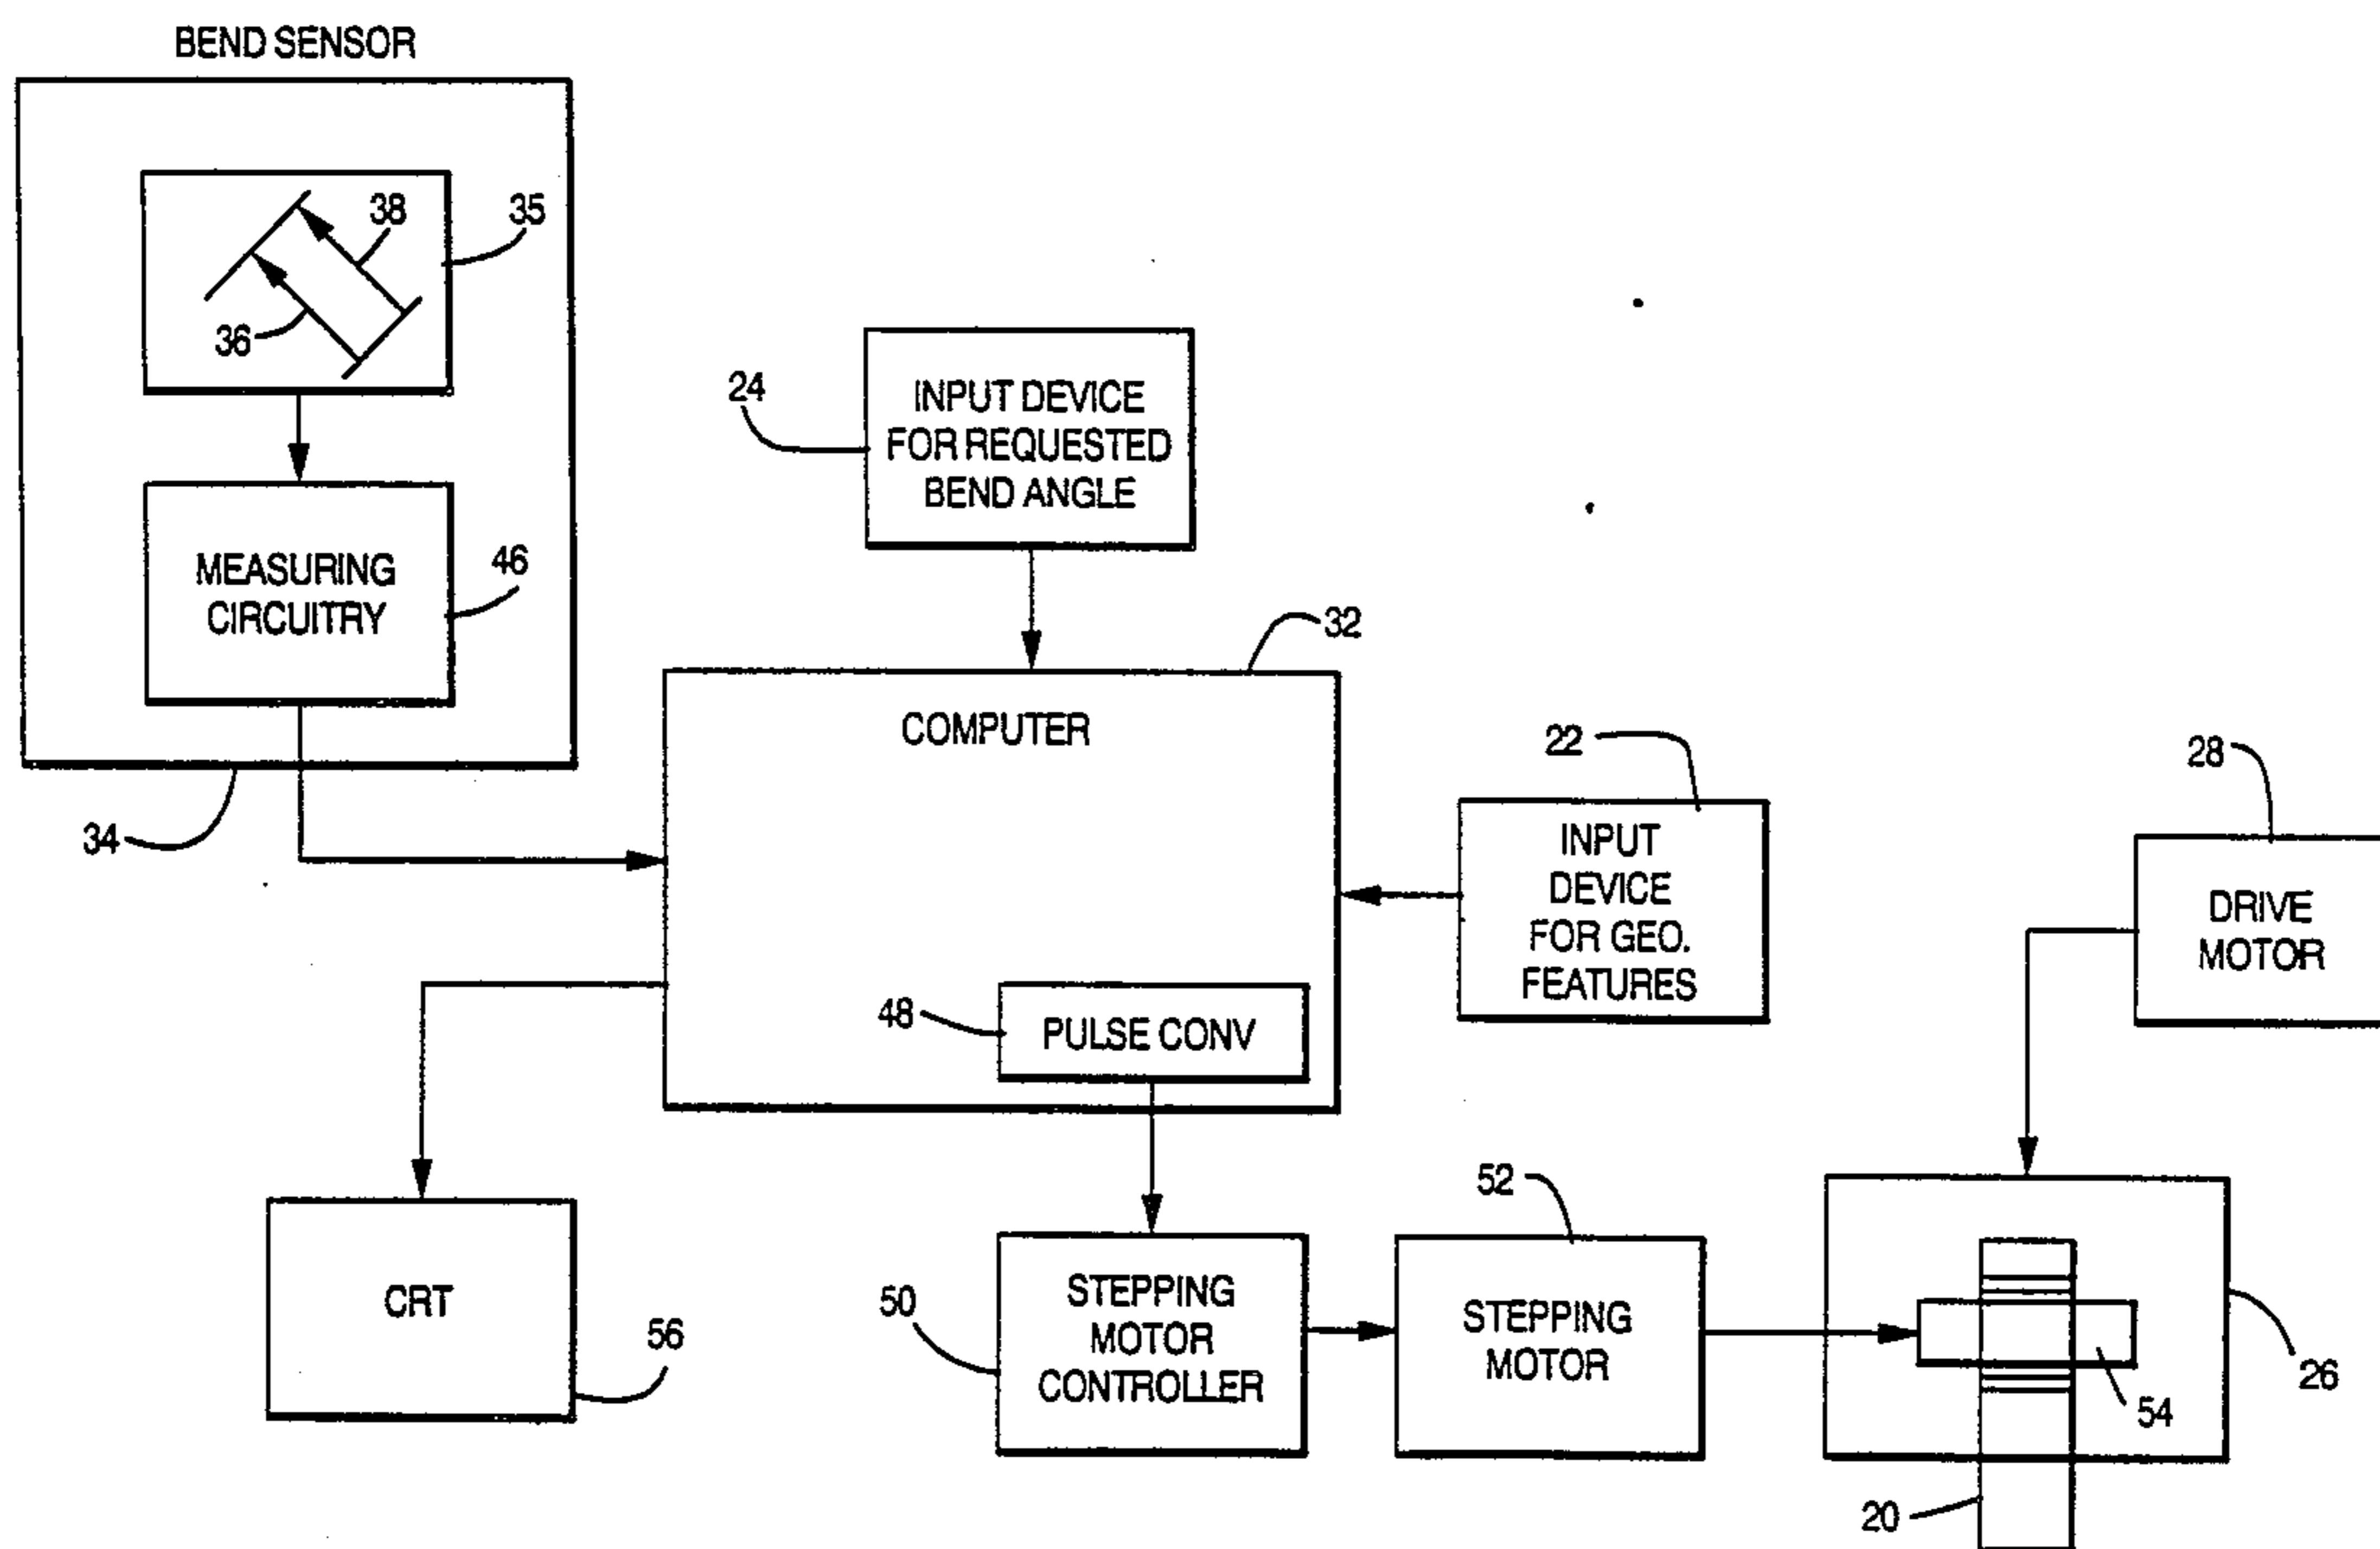 BEND SENSOR
38
35
36
24
INPUT DEVICE
FOR REQUESTED
BEND ANGLE
MEASURING
CIRCUITRY
46
32
COMPUTER
22
28
34
INPUT
DEVICE
FOR GEO.
FEATURES
DRIVE
MOTOR
48
PULSE CONV
52
CRT
56
50
STEPPING
MOTOR
CONTROLLER
STEPPING
MOTOR
26
54
20